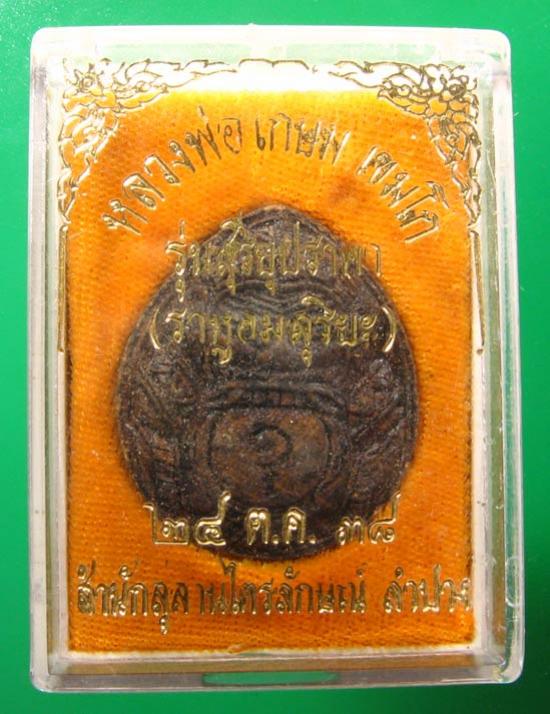 หลวงพ่อ เกษม เขมโก
รุ่นสุริยุปราคา
(ราหูอมสุริยะ)
๒๔ ต.ค. ๓๘
สำนักสุสานไตรลักษณ์ ลำปาง